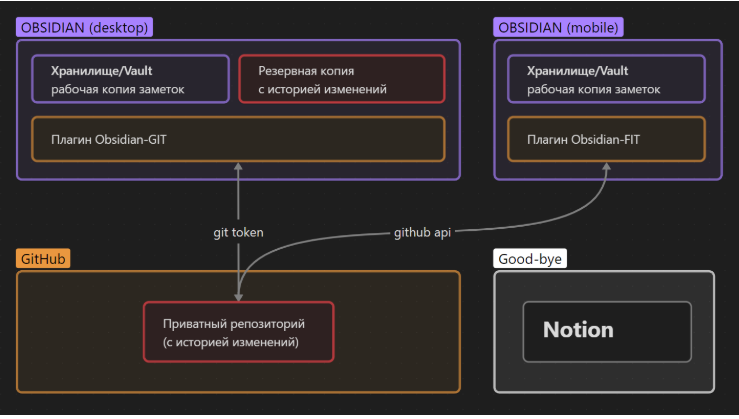 OBSIDIAN (desktop)
OBSIDIAN (mobile)
Хранилище/Vault
рабочая копия заметок
Резервная копия
с историей изменений
Хранилище/Vault
рабочая копия заметок
Плагин Obsidian-GIT
Плагин Obsidian-FIT
git token
github api
GitHub
Good-bye
Приватный репозиторий
(с историей изменений)
Notion